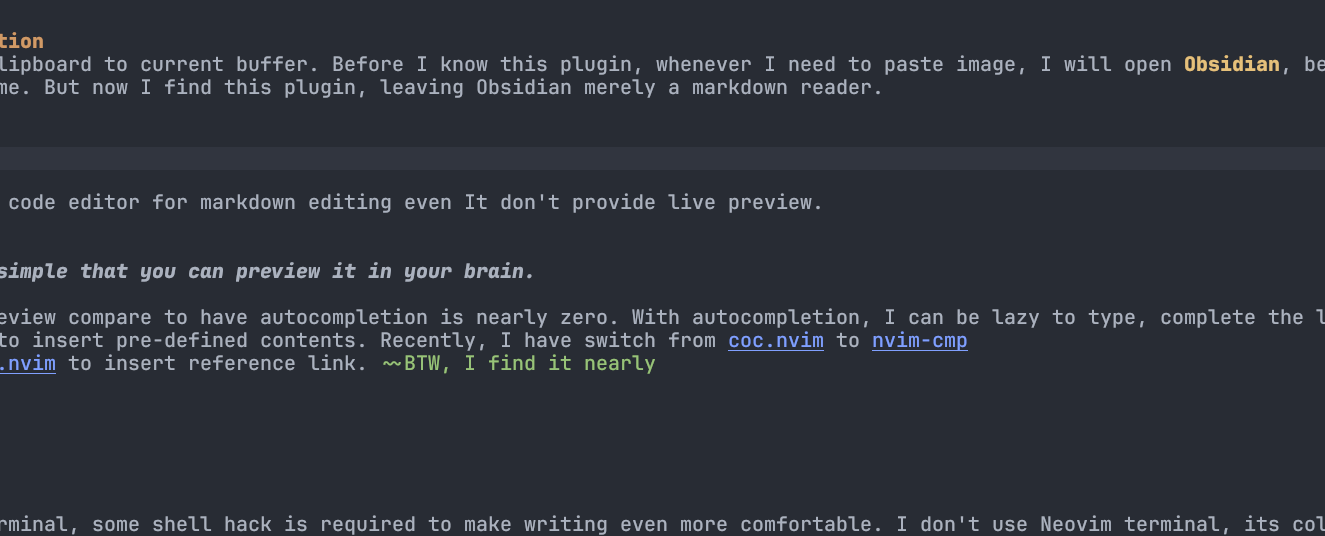 tion
lipboard to current buffer. Before I know this plugin, whenever I need to paste image, I will open Obsidian, be
me. But now I find this plugin, leaving Obsidian merely a markdown reader.
code editor for markdown editing even It don't provide live preview.
simple that you can preview it in your brain.
eview compare to have autocompletion is nearly zero. With autocompletion, I can be lazy to type, complete the l
to insert pre-defined contents. Recently, I have switch from coc.nvim to nvim-cmp
.nvim to insert reference link. ~~BTW, I find it nearly
rminal, some shell hack is required to make writing even more comfortable. I don't use Neovim terminal, its col